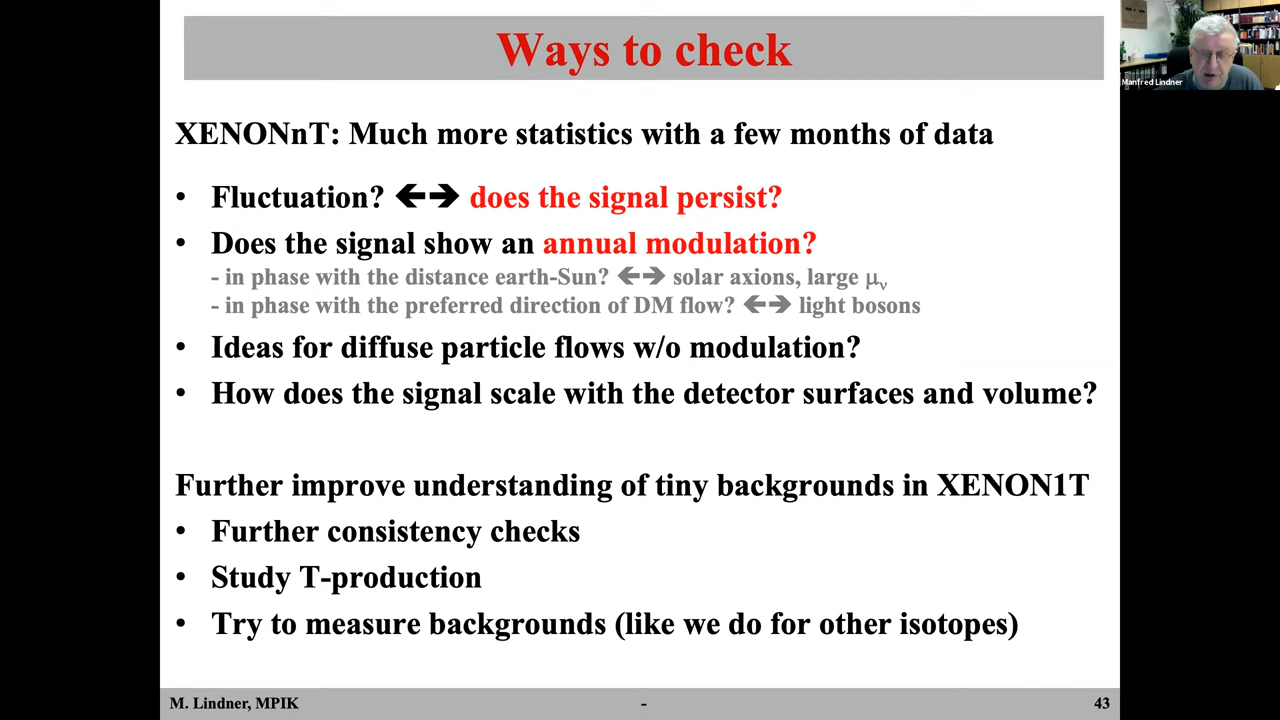 Ways to check
Manfred Lindner
XENONnT: Much more statistics with a few months of data
• Fluctuation? 🡸🡺 does the signal persist?
• Does the signal show an annual modulation?
- in phase with the distance earth-Sun? 🡸🡺 solar axions, large μν
- in phase with the preferred direction of DM flow? 🡸🡺 light bosons
• Ideas for diffuse particle flows w/o modulation?
• How does the signal scale with the detector surfaces and volume?
Further improve understanding of tiny backgrounds in XENON1T
• Further consistency checks
• Study T-production
• Try to measure backgrounds (like we do for other isotopes)
M. Lindner, MPIK
-
43